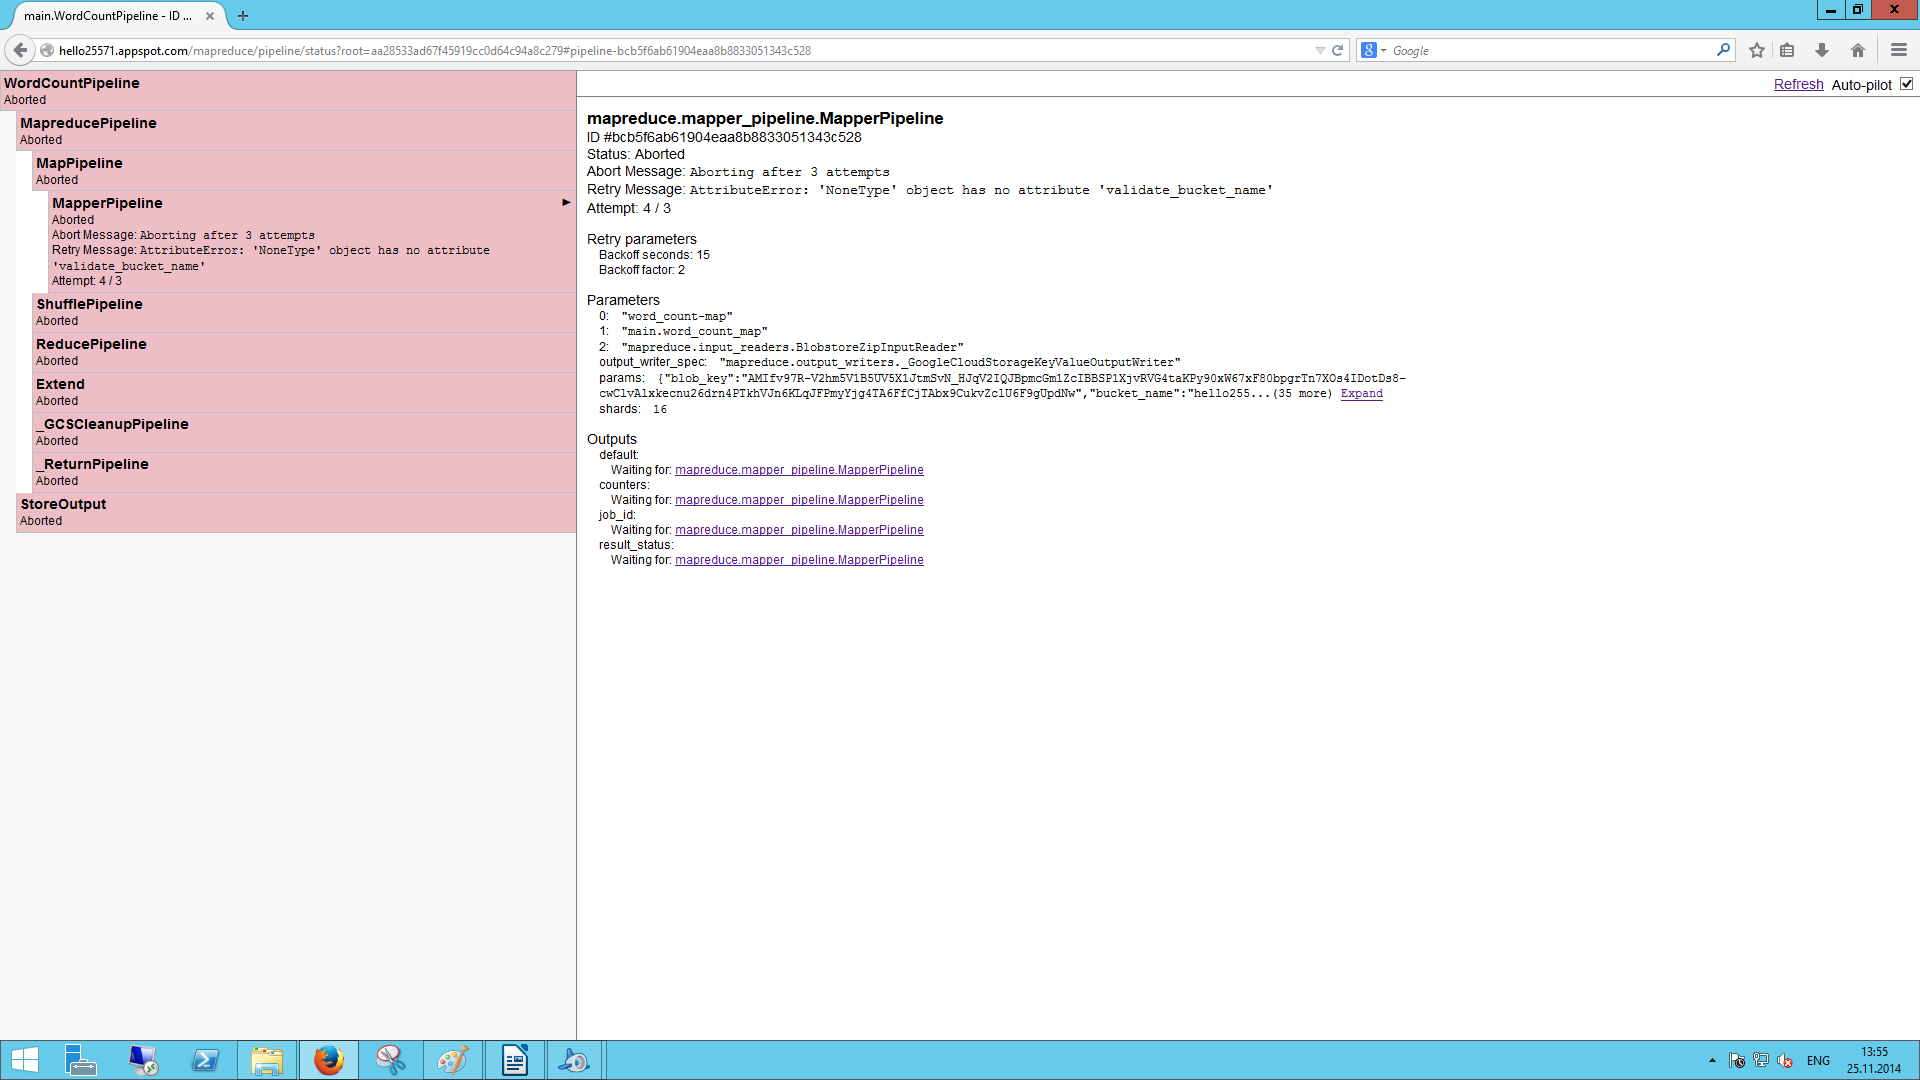 main.WordCountPipeline - ID ...
hello25571.appspot.com/mapreduce/pipeline/status?root=aa28533ad67f45919cc0d64c94a8c279#pipeline-bcb5f6ab61904eaa8b8833051343c528
Google
WordCountPipeline
Aborted
MapreducePipeline
Aborted
MapPipeline
Aborted
MapperPipeline
Aborted
Abort Message: Aborting after 3 attempts
Retry Message: AttributeError: 'NoneType' object has no attribute
'validate_bucket_name'
Attempt: 4 / 3
ShufflePipeline
Aborted
ReducePipeline
Aborted
Extend
Aborted
_GCSCleanupPipeline
Aborted
_ReturnPipeline
Aborted
StoreOutput
Aborted
Refresh Auto-pilot
mapreduce.mapper_pipeline.MapperPipeline
ID #bcb5f6ab61904eaa8b8833051343c528
Status: Aborted
Abort Message: Aborting after 3 attempts
Retry Message: AttributeError: 'NoneType' object has no attribute 'validate_bucket_name'
Attempt: 4 / 3
Retry parameters
Backoff seconds: 15
Backoff factor: 2
Parameters
0: "word_count-map"
1: "main.word_count_map"
2: "mapreduce.input_readers.BlobstoreZipInputReader"
output_writer_spec: "mapreduce.output_writers._GoogleCloudStorageKeyValueOutputWriter"
params: {"blob_key":"AMIfv97R-V2hm5V1B5UV5X1JtmSvN_HJqV2IQJBpmcGm1ZcIBBSP1XjvRVG4taKPy90xW67xF80bpgrTn7XOs4IDotDs8-
cwClvAlxkecnu26drn4PTkhVJn6KLqJFPmyYjg4TA6FfCjTAbx9CukvZclU6F9gUpdNw","bucket_name":"hello255...(35 more) Expand
shards: 16
Outputs
default:
Waiting for: mapreduce.mapper_pipeline.MapperPipeline
counters:
Waiting for: mapreduce.mapper_pipeline.MapperPipeline
job_id:
Waiting for: mapreduce.mapper_pipeline.MapperPipeline
result_status:
Waiting for: mapreduce.mapper_pipeline.MapperPipeline
ENG
13:55
25.11.2014